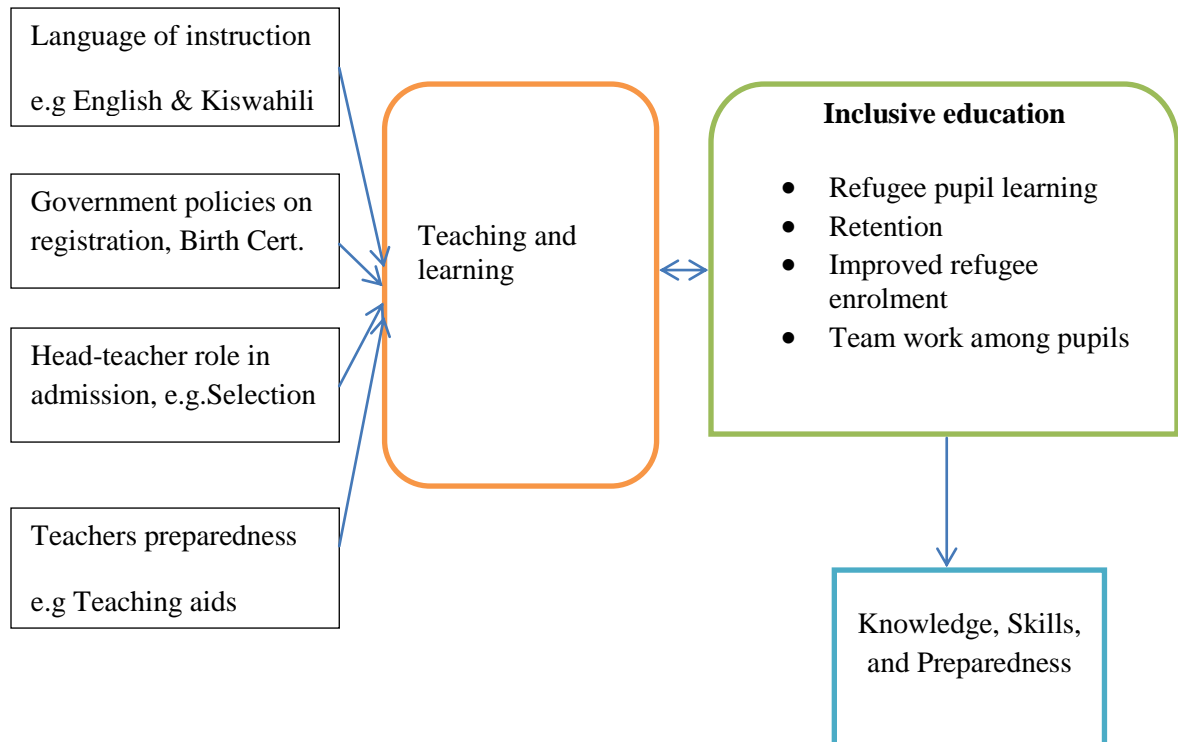 Language of instruction
e.g English & Kiswahili
Government policies on
registration, Birth Cert.
Head-teacher role in
admission, e.g.Selection
Teachers preparedness
e.g Teaching aids
Teaching and
learning
Inclusive education
● Refugee pupil learning
● Retention
● Improved refugee
enrolment
● Team work among pupils
Knowledge, Skills,
and Preparedness